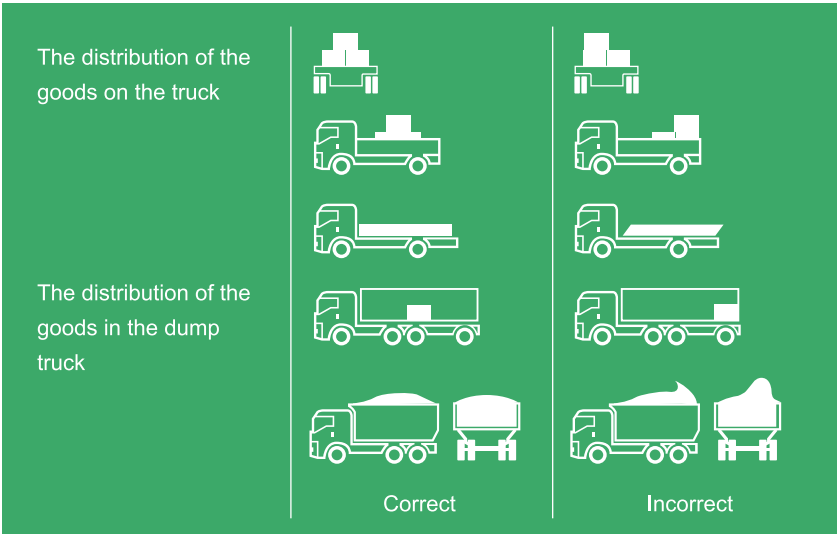 The distribution of the
goods on the truck
The distribution of the
goods in the dump
truck
Correct
Incorrect